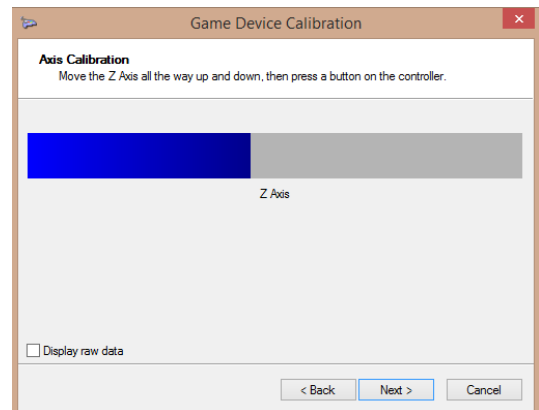 Game Device Calibration
Axis Calibration
Move the Z Axis all the way up and down, then press a button on the controller.
Z Axis
Display raw data
< Back
Next >
Cancel